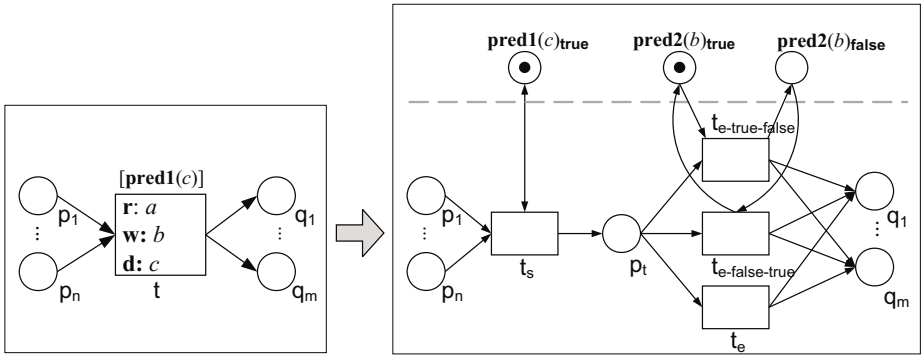 [pred1(c)]
r: a
w: b
d: c
t
p1
⋮
pn
q1
⋮
qm
pred1(c)true
pred2(b)true
pred2(b)false
te-true-false
p1
⋮
pn
ts
pt
te-false-true
te
q1
⋮
qm